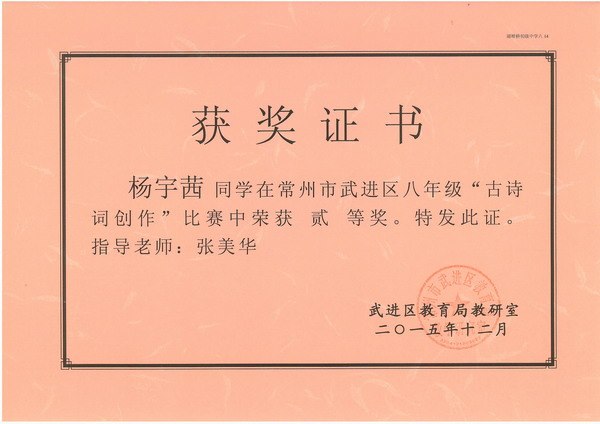 获奖证书
杨宇茜 同学在常州市武进区八年级“古诗
词创作”比赛中荣获 贰 等奖。特发此证。
指导老师：张美华
武进区教育局教研室
二〇一五年十二月